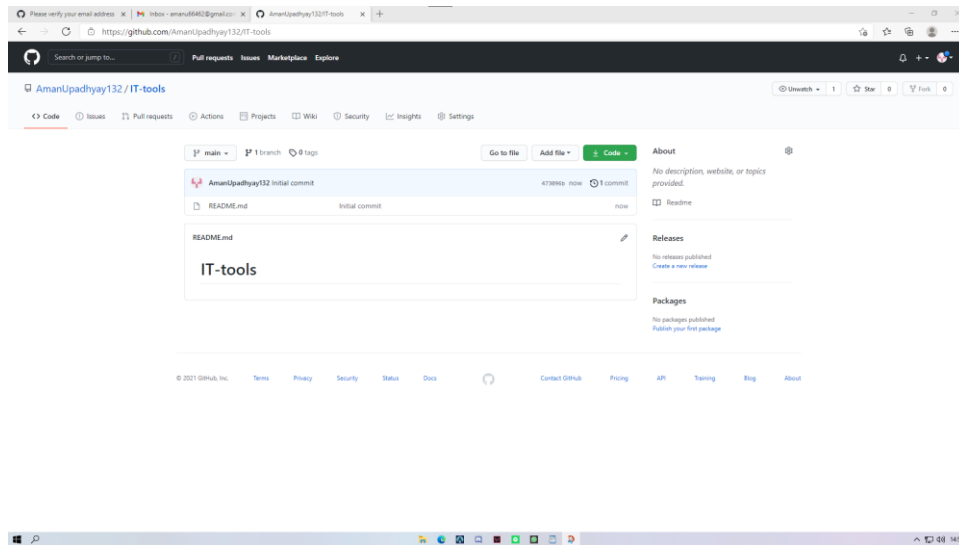 Please verify your email address
Inbox - amanu66462@gmail.com
AmanUpadhyay132/IT-tools
https://github.com/AmanUpadhyay132/IT-tools
Search or jump to... /
Pull requests Issues Marketplace Explore
AmanUpadhyay132 / IT-tools
Unwatch 1 Star 0 Fork 0
Code Issues Pull requests Actions Projects Wiki Security Insights Settings
main 1 branch 0 tags Go to file Add file Code
AmanUpadhyay132 Initial commit now 1 commit
README.md Initial commit now
README.md
IT-tools
About
No description, website, or topics
provided.
Readme
Releases
No releases published
Create a new release
Packages
No packages published
Publish your first package
© 2021 GitHub, Inc. Terms Privacy Security Status Docs Contact GitHub Pricing API Training Blog About